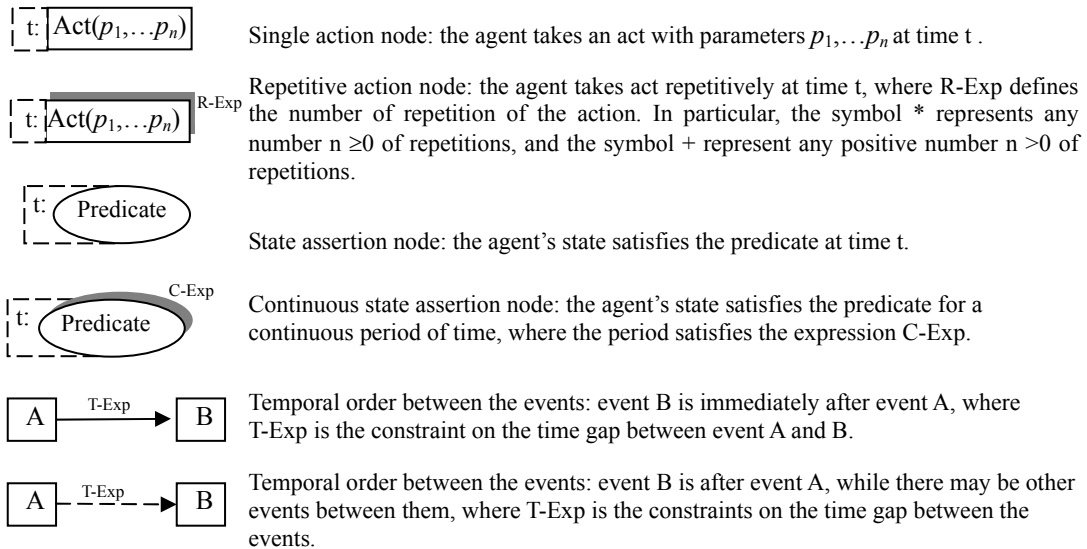 t: Act(p1,…pn)
Single action node: the agent takes an act with parameters p1,…pn at time t .
t: Act(p1,…pn) R-Exp
Repetitive action node: the agent takes act repetitively at time t, where R-Exp defines
the number of repetition of the action. In particular, the symbol * represents any
number n ≥0 of repetitions, and the symbol + represent any positive number n >0 of
repetitions.
t: Predicate
State assertion node: the agent’s state satisfies the predicate at time t.
t: Predicate C-Exp
Continuous state assertion node: the agent’s state satisfies the predicate for a
continuous period of time, where the period satisfies the expression C-Exp.
A T-Exp B
Temporal order between the events: event B is immediately after event A, where
T-Exp is the constraint on the time gap between event A and B.
A T-Exp B
Temporal order between the events: event B is after event A, while there may be other
events between them, where T-Exp is the constraints on the time gap between the
events.